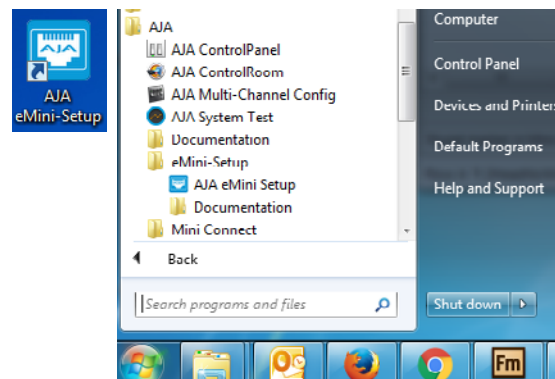 AJA
AJA
eMini-Setup
AJA
AJA ControlPanel
AJA ControlRoom
AJA Multi-Channel Config
AJA System Test
Documentation
eMini-Setup
AJA eMini Setup
Documentation
Mini Connect
Back
Search programs and files
Computer
Control Panel
Devices and Printers
Default Programs
Help and Support
Shut down
Fm